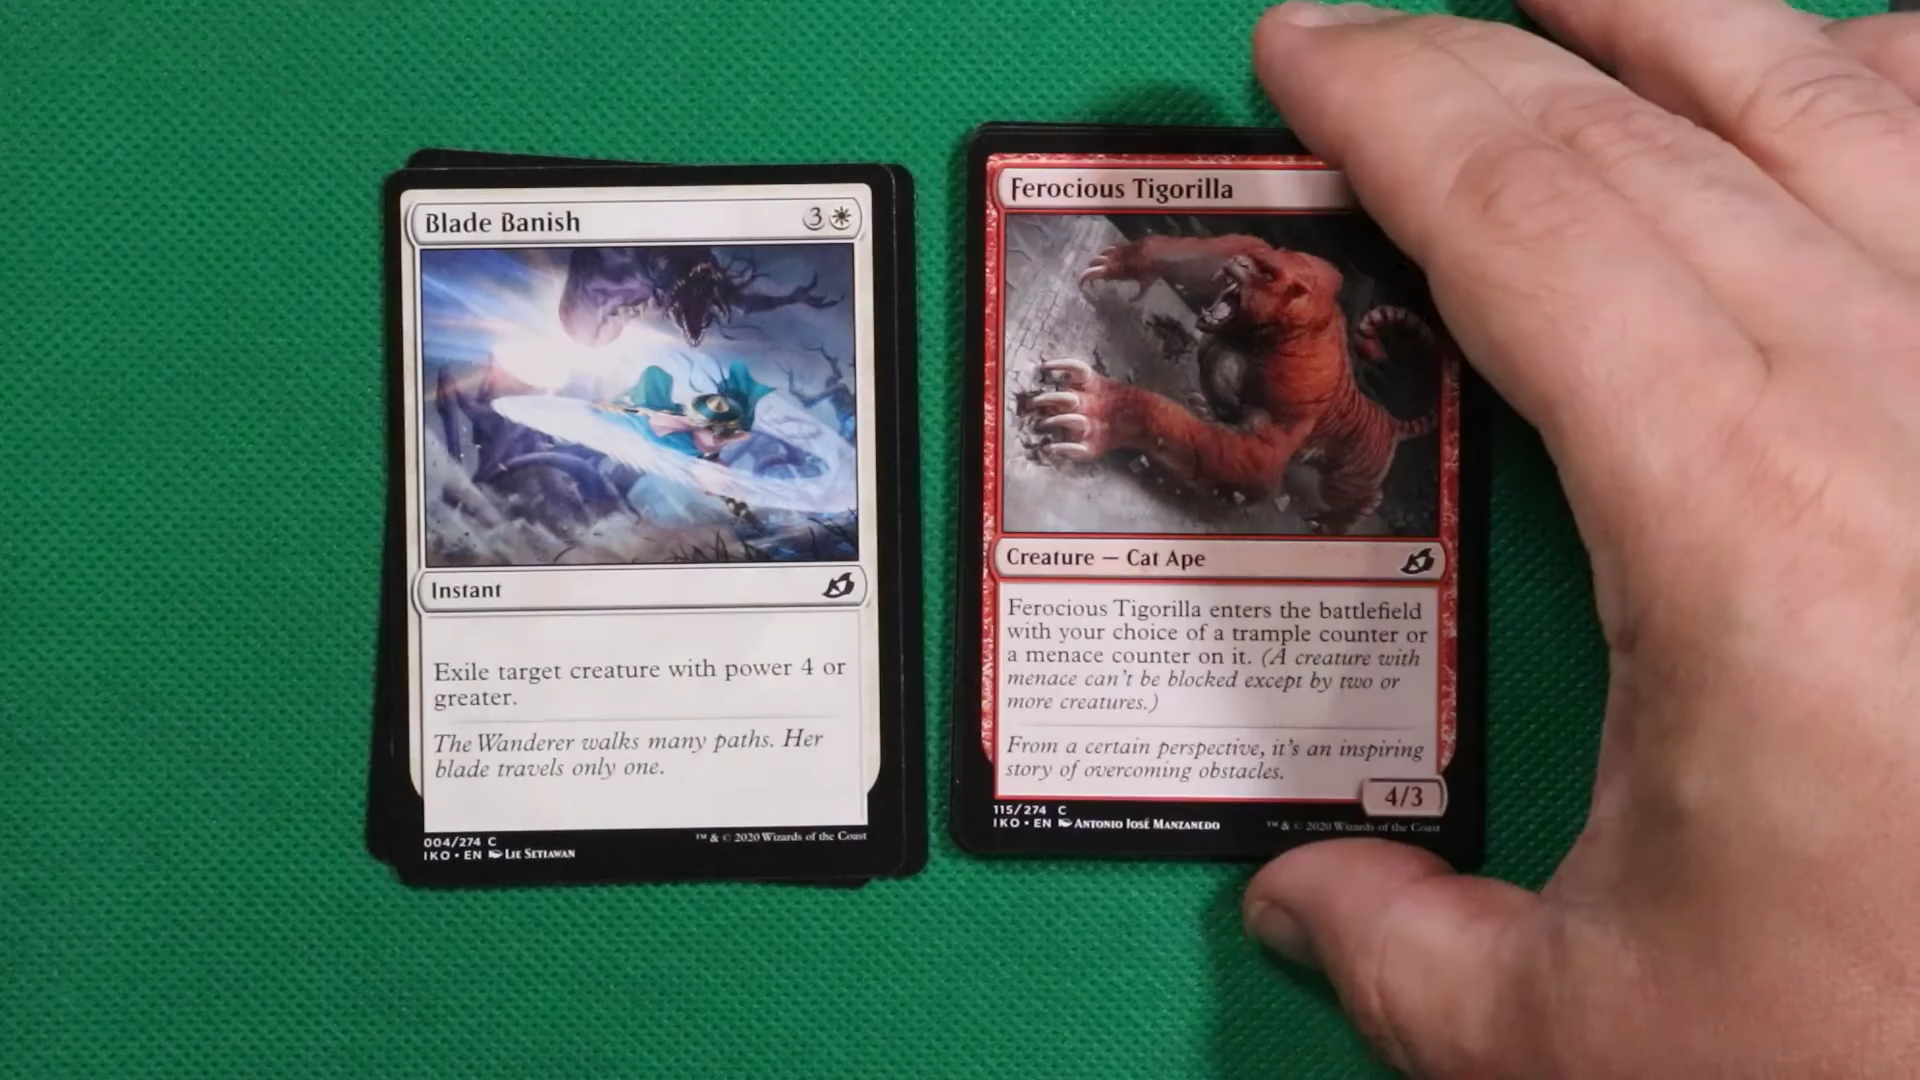 Blade Banish 3
Instant
Exile target creature with power 4 or
greater.
The Wanderer walks many paths. Her
blade travels only one.
004/274 C
IKO • EN Lie Setiawan
™ & © 2020 Wizards of the Coast
Ferocious Tigorilla
Creature — Cat Ape
Ferocious Tigorilla enters the battlefield
with your choice of a trample counter or
a menace counter on it. (A creature with
menace can't be blocked except by two or
more creatures.)
From a certain perspective, it's an inspiring
story of overcoming obstacles.
4/3
115/274 C
IKO • EN Antonio José Manzanedo
™ & © 2020 Wizards of the Coast